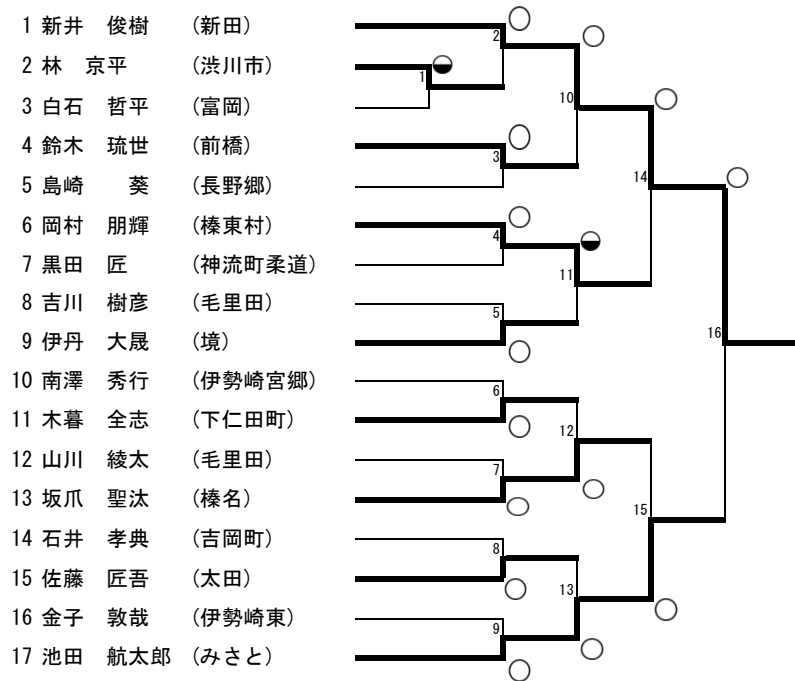 1 新井　俊樹　(新田)
2 林　京平　(渋川市)
3 白石　哲平　(富岡)
4 鈴木　琉世　(前橋)
5 島崎　　葵　(長野郷)
6 岡村　朋輝　(榛東村)
7 黒田　匠　(神流町柔道)
8 吉川　樹彦　(毛里田)
9 伊丹　大晟　(境)
10 南澤　秀行　(伊勢崎宮郷)
11 木暮　全志　(下仁田町)
12 山川　綾太　(毛里田)
13 坂爪　聖汰　(榛名)
14 石井　孝典　(吉岡町)
15 佐藤　匠吾　(太田)
16 金子　敦哉　(伊勢崎東)
17 池田　航太郎　(みさと)
1
2
3
4
5
6
7
8
9
10
11
12
13
14
15
16